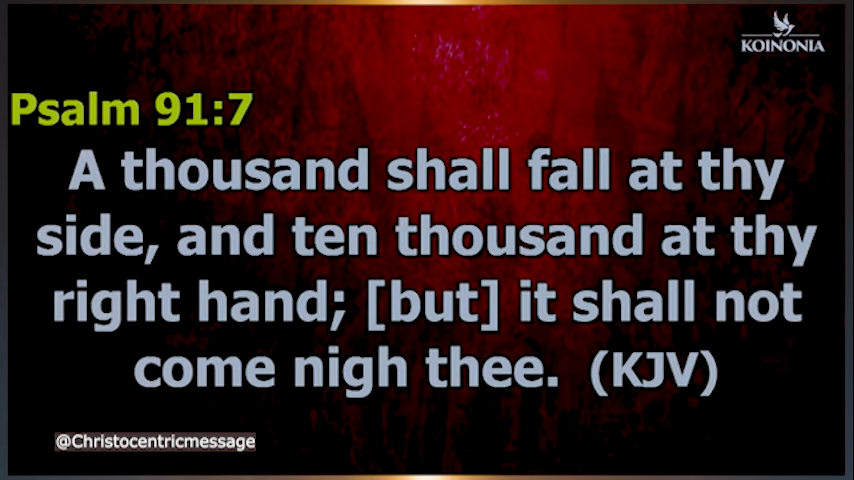 KOINONIA
Psalm 91:7
A thousand shall fall at thy
side, and ten thousand at thy
right hand; [but] it shall not
come nigh thee. (KJV)
@Christocentricmessage